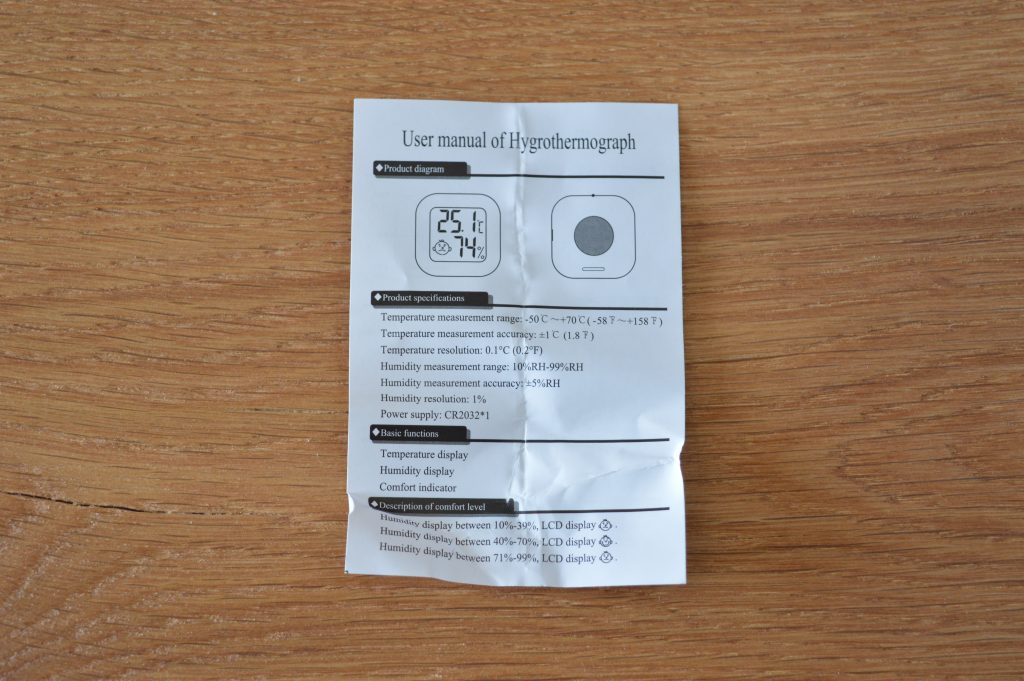 User manual of Hygrothermograph
◆Product diagram
25.1℃
74%
◆Product specifications
Temperature measurement range: -50℃～+70℃( -58℉～+158℉)
Temperature measurement accuracy: ±1℃ (1.8℉)
Temperature resolution: 0.1°C (0.2°F)
Humidity measurement range: 10%RH-99%RH
Humidity measurement accuracy: ±5%RH
Humidity resolution: 1%
Power supply: CR2032*1
◆Basic functions
Temperature display
Humidity display
Comfort indicator
◆Description of comfort level
Humidity display between 10%-39%, LCD display .
Humidity display between 40%-70%, LCD display .
Humidity display between 71%-99%, LCD display .